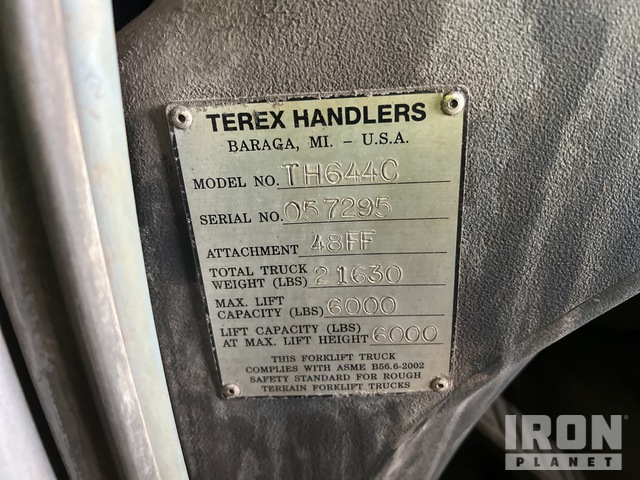 TEREX HANDLERS
BARAGA, MI. - U.S.A.
MODEL NO. TH644C
SERIAL NO. 057295
ATTACHMENT 48FF
TOTAL TRUCK
WEIGHT (LBS) 21630
MAX. LIFT
CAPACITY (LBS) 6000
LIFT CAPACITY (LBS)
AT MAX. LIFT HEIGHT 6000
THIS FORKLIFT TRUCK
COMPLIES WITH ASME B56.6-2002
SAFETY STANDARD FOR ROUGH
TERRAIN FORKLIFT TRUCKS
IRON
PLANET